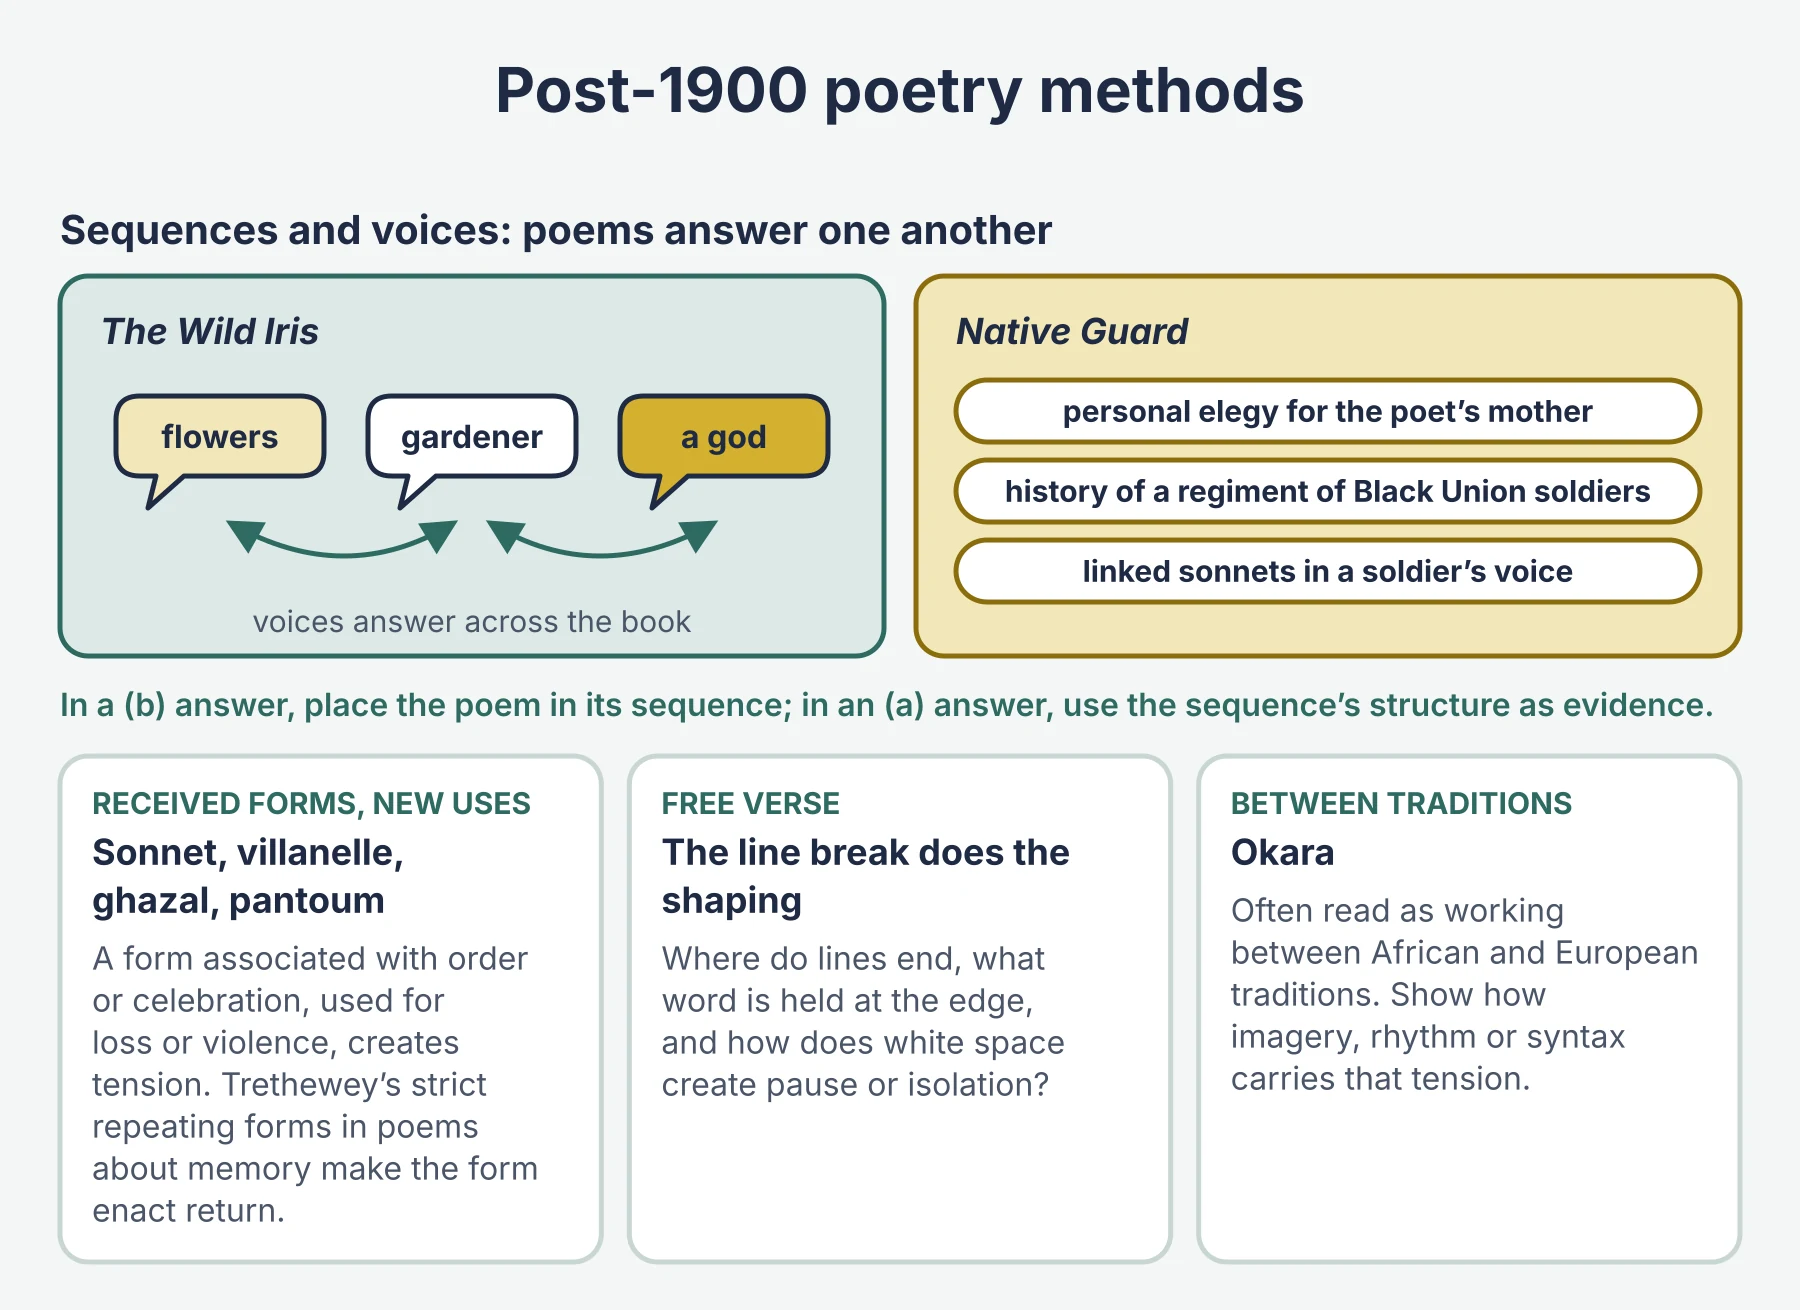 Post-1900 poetry methods
Sequences and voices: poems answer one another
The Wild Iris
flowers
gardener
a god
voices answer across the book
Native Guard
personal elegy for the poet’s mother
history of a regiment of Black Union soldiers
linked sonnets in a soldier’s voice
In a (b) answer, place the poem in its sequence; in an (a) answer, use the sequence’s structure as evidence.
RECEIVED FORMS, NEW USES
Sonnet, villanelle,
ghazal, pantoum
A form associated with order
or celebration, used for
loss or violence, creates
tension. Trethewey’s strict
repeating forms in poems
about memory make the form
enact return.
FREE VERSE
The line break does the
shaping
Where do lines end, what
word is held at the edge,
and how does white space
create pause or isolation?
BETWEEN TRADITIONS
Okara
Often read as working
between African and European
traditions. Show how
imagery, rhythm or syntax
carries that tension.